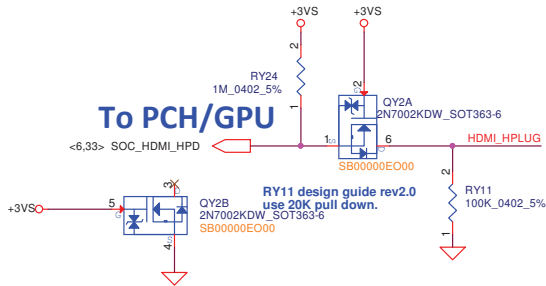 +3VS
+3VS
2
RY24
1M_0402_5%
1
2
G
QY2A
2N7002KDW_SOT363-6
To PCH/GPU
<6,33> SOC_HDMI_HPD
1
S
6
D
HDMI_HPLUG
SB00000EO00
2
RY11
100K_0402_5%
1
RY11 design guide rev2.0
use 20K pull down.
3
D
+3VS
5
G
QY2B
2N7002KDW_SOT363-6
SB00000EO00
4
S